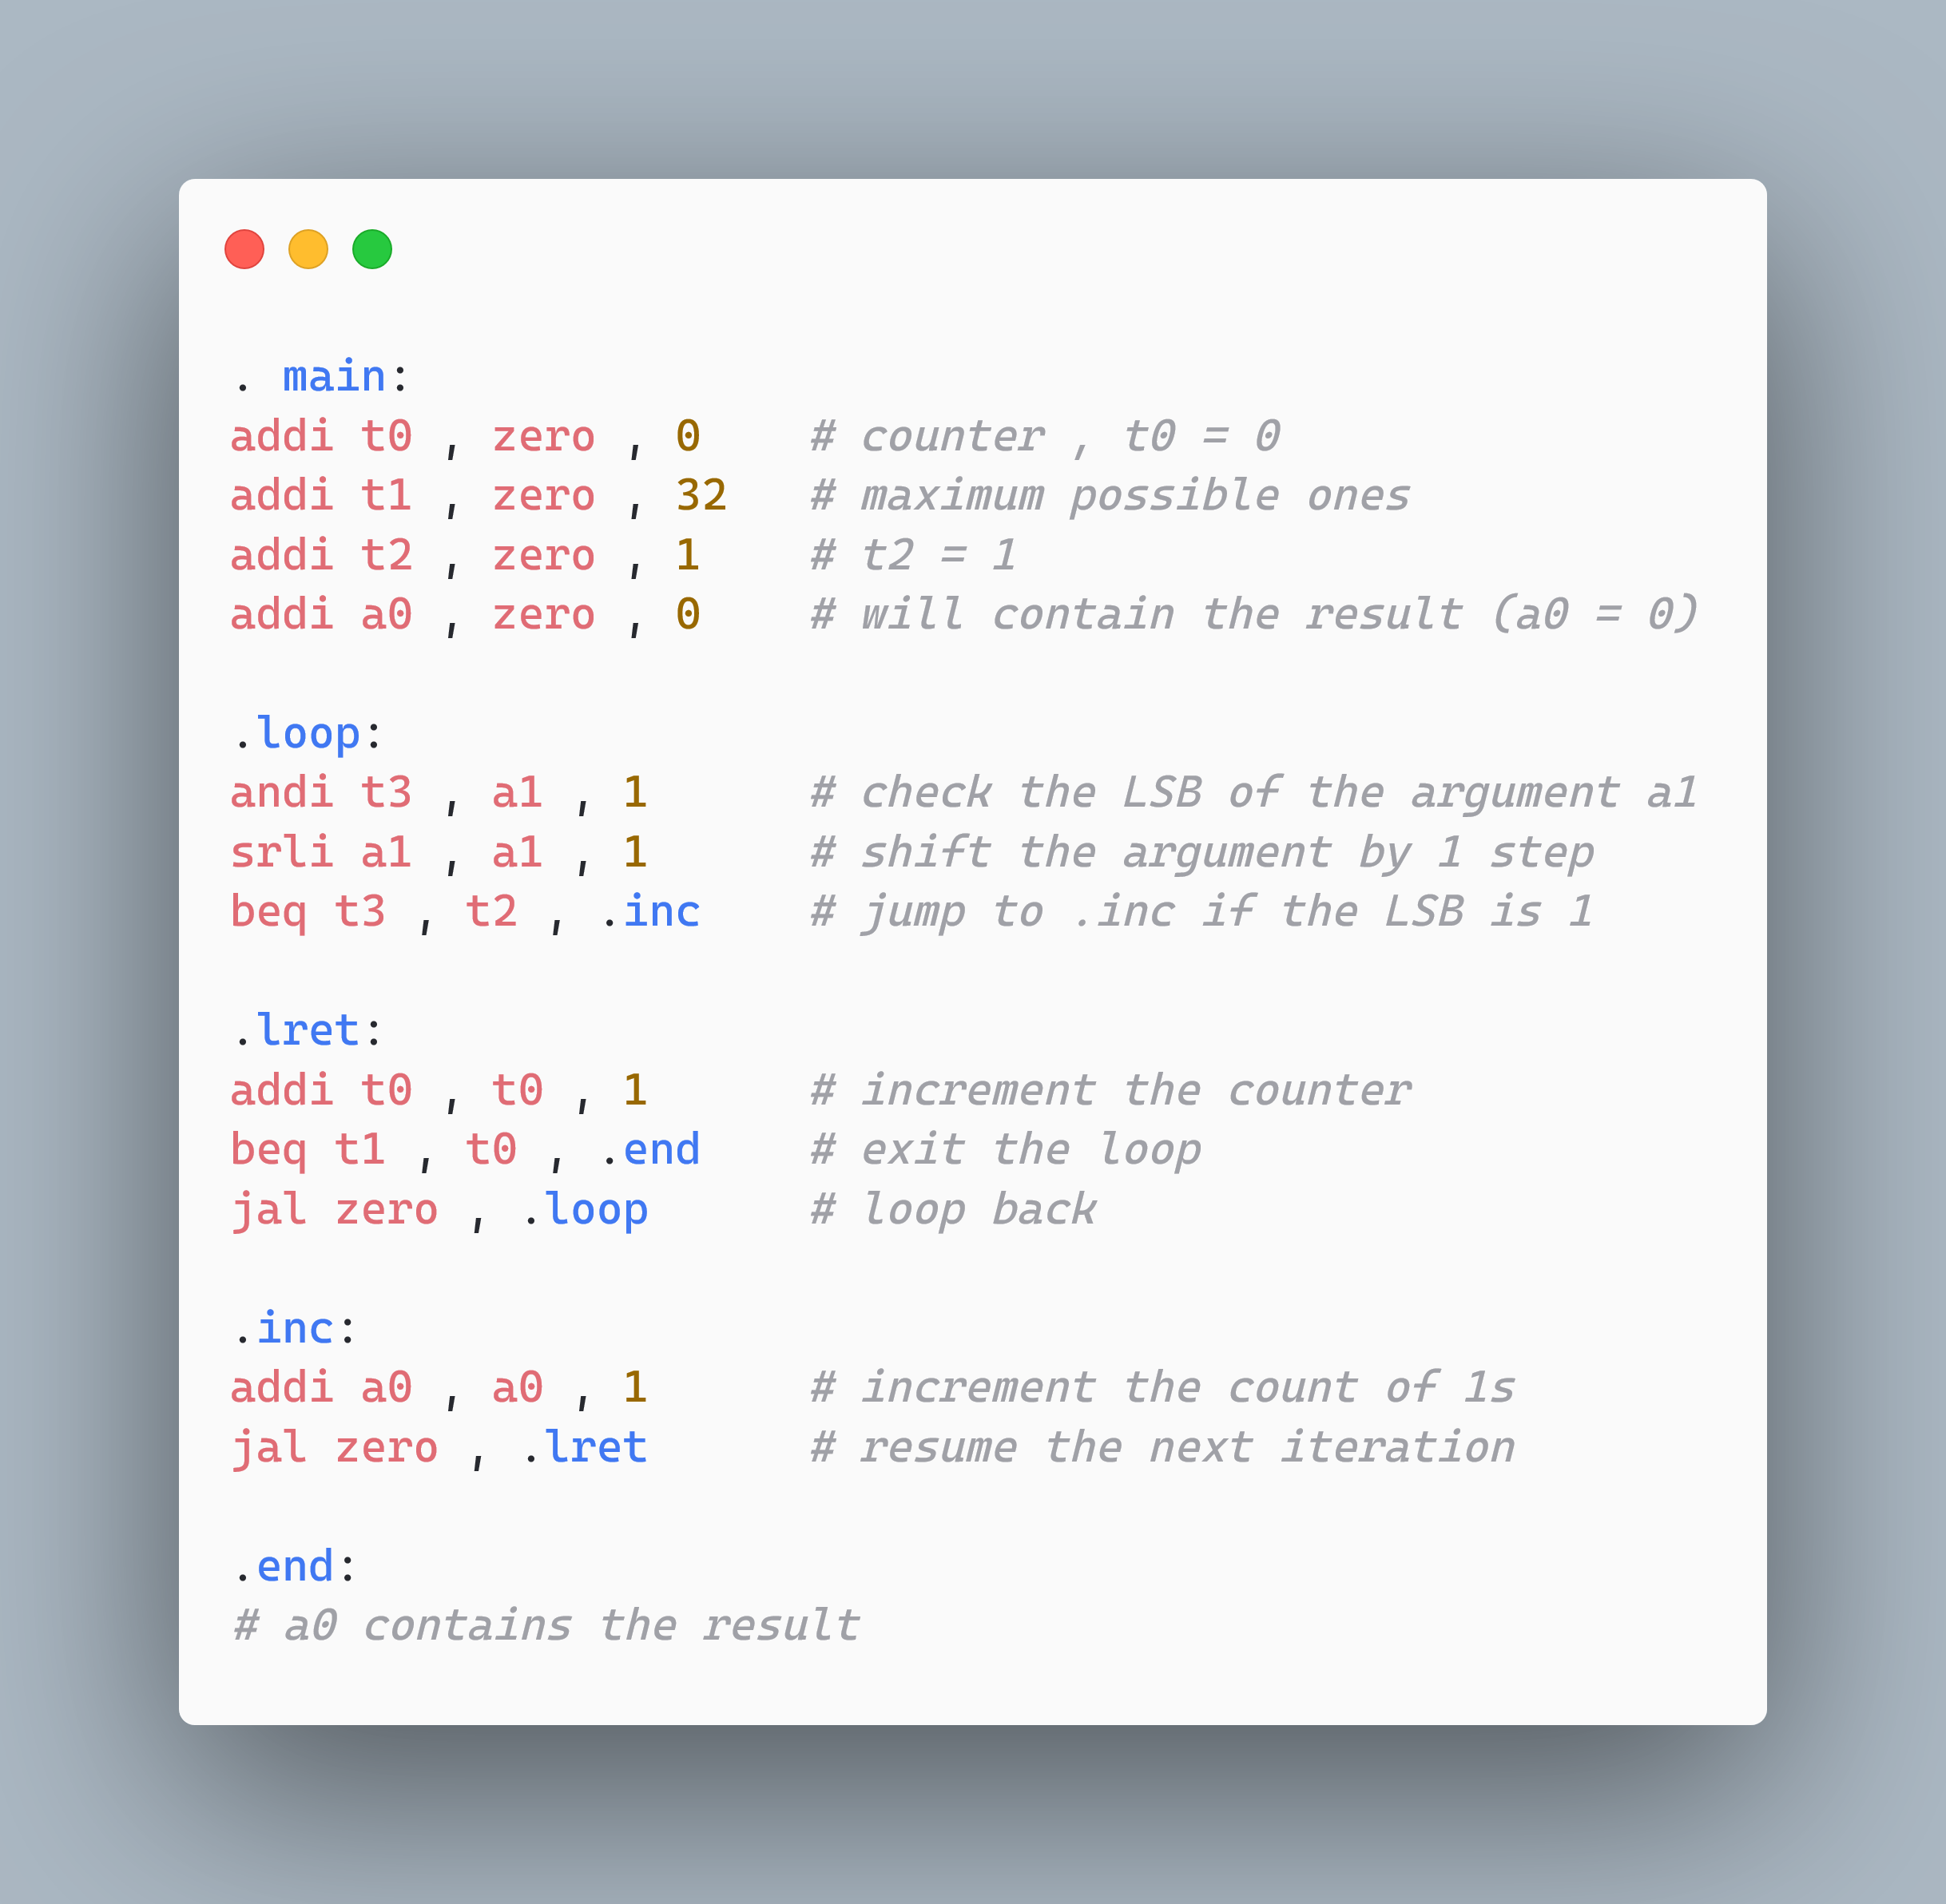 . main:
addi t0 , zero , 0    # counter , t0 = 0
addi t1 , zero , 32   # maximum possible ones
addi t2 , zero , 1    # t2 = 1
addi a0 , zero , 0    # will contain the result (a0 = 0)
.loop:
andi t3 , a1 , 1      # check the LSB of the argument a1
srli a1 , a1 , 1      # shift the argument by 1 step
beq t3 , t2 , .inc    # jump to .inc if the LSB is 1
.lret:
addi t0 , t0 , 1      # increment the counter
beq t1 , t0 , .end    # exit the loop
jal zero , .loop      # loop back
.inc:
addi a0 , a0 , 1      # increment the count of 1s
jal zero , .lret      # resume the next iteration
.end:
# a0 contains the result